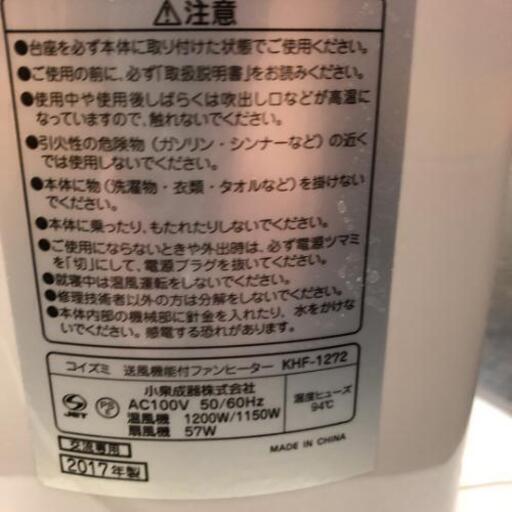 ⚠注意
●台座を必ず本体に取り付けた状態でご使用ください。
●ご使用の前に、必ず「取扱説明書」をお読みください。
●使用中や使用後しばらくは吹出し口などが高温に
なっていますので、触れないでください。
●引火性の危険物（ガソリン・シンナーなど）の近く
では使用しないでください。
●本体に物（洗濯物・衣類・タオルなど）を掛けない
でください。
●本体に乗ったり、もたれたりしないでください。
●ご使用にならないときや外出時は、必ず電源ツマミ
を「切」にして、電源プラグを抜いてください。
●就寝中は温風運転をしないでください。
●修理技術者以外の方は分解をしないでください。
●本体内部の機械部に針金を入れたり、水をかけない
でください。感電する恐れがあります。
コイズミ 送風機能付ファンヒーター KHF-1272
小泉成器株式会社
AC100V 50/60Hz
温風機 1200W/1150W
扇風機 57W
JET
PS
E
温度ヒューズ
94℃
交流専用
2017年製
MADE IN CHINA